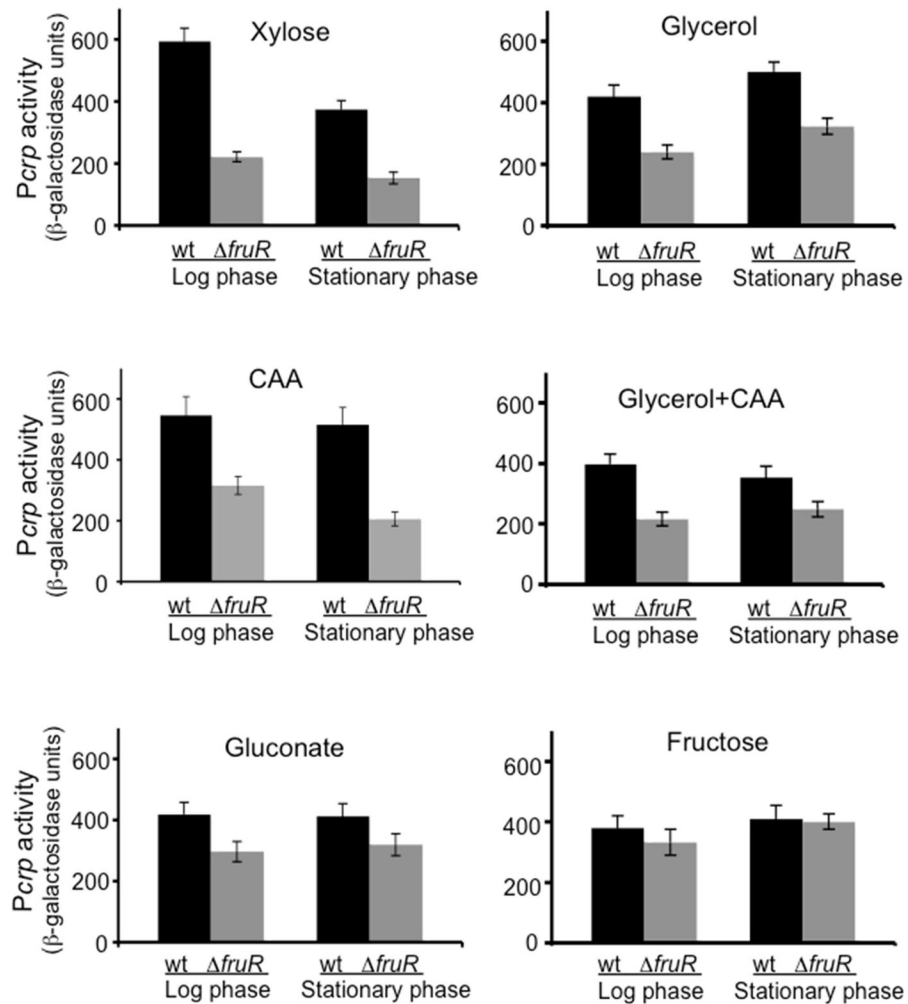 Xylose
Pcrp activity
(β-galactosidase units)
600
400
200
0
wt ΔfruR wt ΔfruR
Log phase Stationary phase
Glycerol
600
400
200
0
wt ΔfruR wt ΔfruR
Log phase Stationary phase
CAA
Pcrp activity
(β-galactosidase units)
600
400
200
0
wt ΔfruR wt ΔfruR
Log phase Stationary phase
Glycerol+CAA
600
400
200
0
wt ΔfruR wt ΔfruR
Log phase Stationary phase
Gluconate
Pcrp activity
(β-galactosidase units)
600
400
200
0
wt ΔfruR wt ΔfruR
Log phase Stationary phase
Fructose
600
400
200
0
wt ΔfruR wt ΔfruR
Log phase Stationary phase